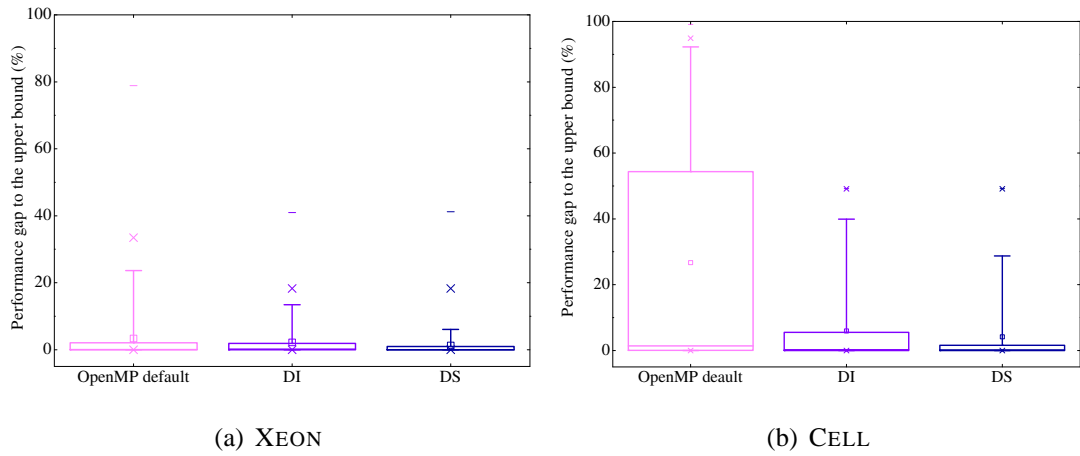 Performance gap to the upper bound (%)
100
80
60
40
20
0
OpenMP default DI DS
(a) XEON
Performance gap to the upper bound (%)
100
80
60
40
20
0
OpenMP deault DI DS
(b) CELL